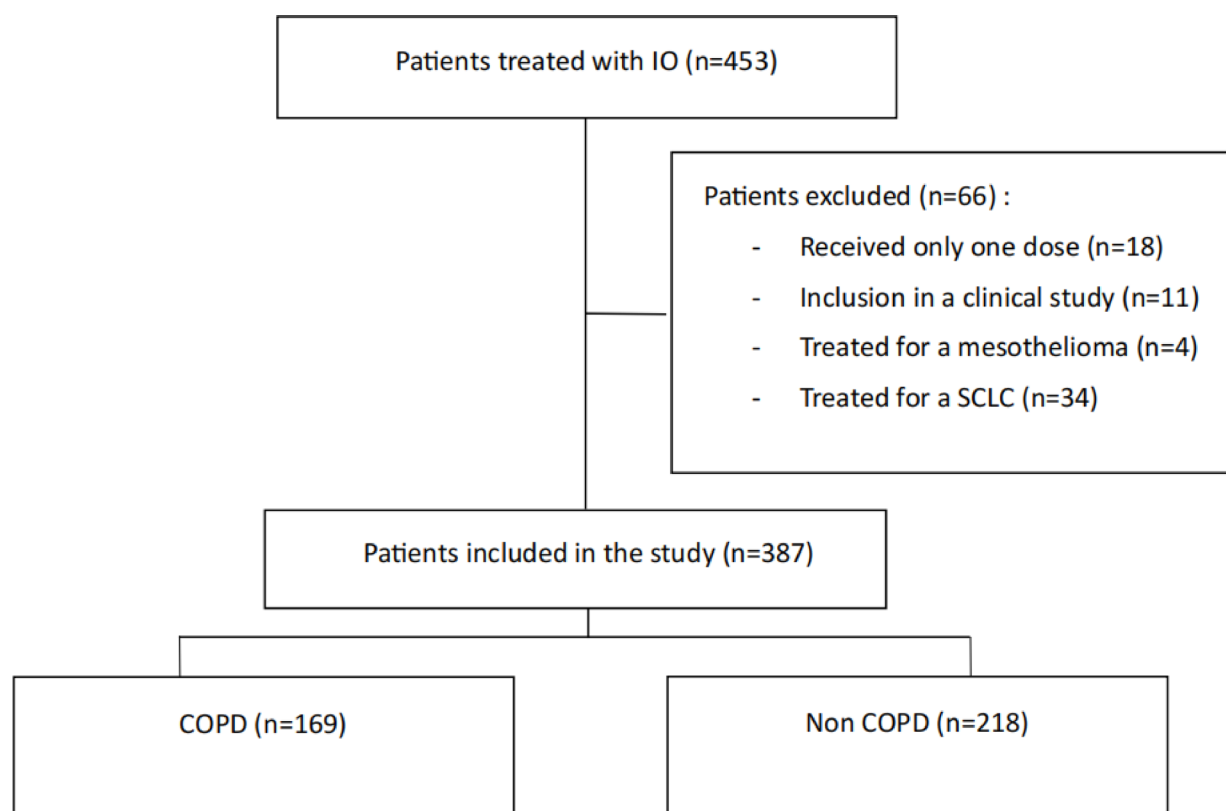 Patients treated with IO (n=453)
Patients excluded (n=66) :
- Received only one dose (n=18)
- Inclusion in a clinical study (n=11)
- Treated for a mesothelioma (n=4)
- Treated for a SCLC (n=34)
Patients included in the study (n=387)
COPD (n=169)
Non COPD (n=218)